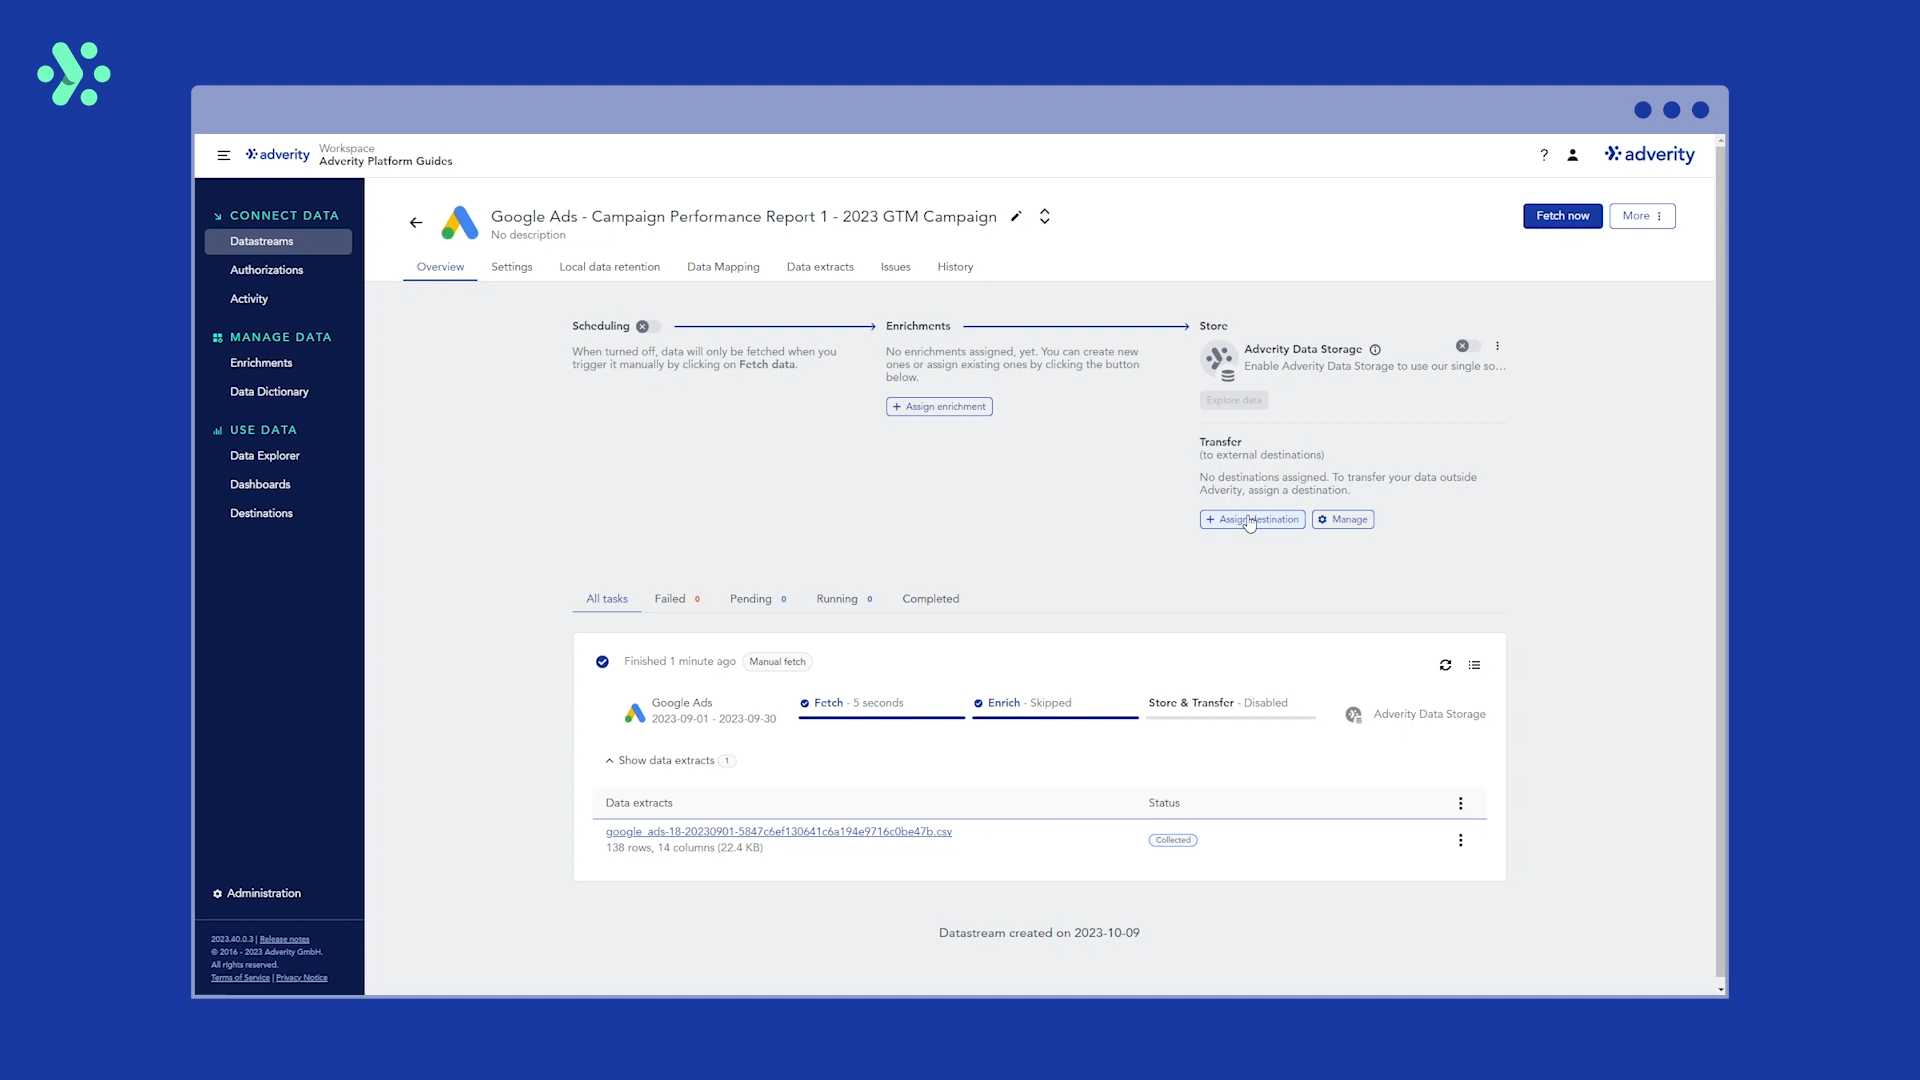 adverity
Workspace
Adverity Platform Guides
?
adverity
CONNECT DATA
Datastreams
Authorizations
Activity
MANAGE DATA
Enrichments
Data Dictionary
USE DATA
Data Explorer
Dashboards
Destinations
Administration
2023.40.0.3 | Release notes
© 2016 - 2023 Adverity GmbH.
All rights reserved.
Terms of Service | Privacy Notice
Google Ads - Campaign Performance Report 1 - 2023 GTM Campaign
No description
Fetch now
More
Overview
Settings
Local data retention
Data Mapping
Data extracts
Issues
History
Scheduling
When turned off, data will only be fetched when you
trigger it manually by clicking on Fetch data.
Enrichments
No enrichments assigned, yet. You can create new
ones or assign existing ones by clicking the button
below.
+ Assign enrichment
Store
Adverity Data Storage
Enable Adverity Data Storage to use our single so...
Explore data
Transfer
(to external destinations)
No destinations assigned. To transfer your data outside
Adverity, assign a destination.
+ Assign destination
Manage
All tasks
Failed 0
Pending 0
Running 0
Completed
Finished 1 minute ago
Manual fetch
Google Ads
2023-09-01 - 2023-09-30
Fetch - 5 seconds
Enrich - Skipped
Store & Transfer - Disabled
Adverity Data Storage
Show data extracts 1
Data extracts
Status
google_ads-18-20230901-5847c6ef130641c6a194e9716c0be47b.csv
138 rows, 14 columns (22.4 KB)
Collected
Datastream created on 2023-10-09